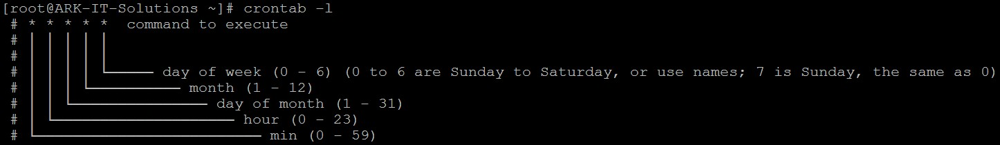 [root@ARK-IT-Solutions ~]# crontab -l
# * * * * *  command to execute
# │ │ │ │ │
# │ │ │ │ │
# │ │ │ │ └───── day of week (0 - 6) (0 to 6 are Sunday to Saturday, or use names; 7 is Sunday, the same as 0)
# │ │ │ └────────── month (1 - 12)
# │ │ └─────────────── day of month (1 - 31)
# │ └──────────────────── hour (0 - 23)
# └───────────────────────── min (0 - 59)